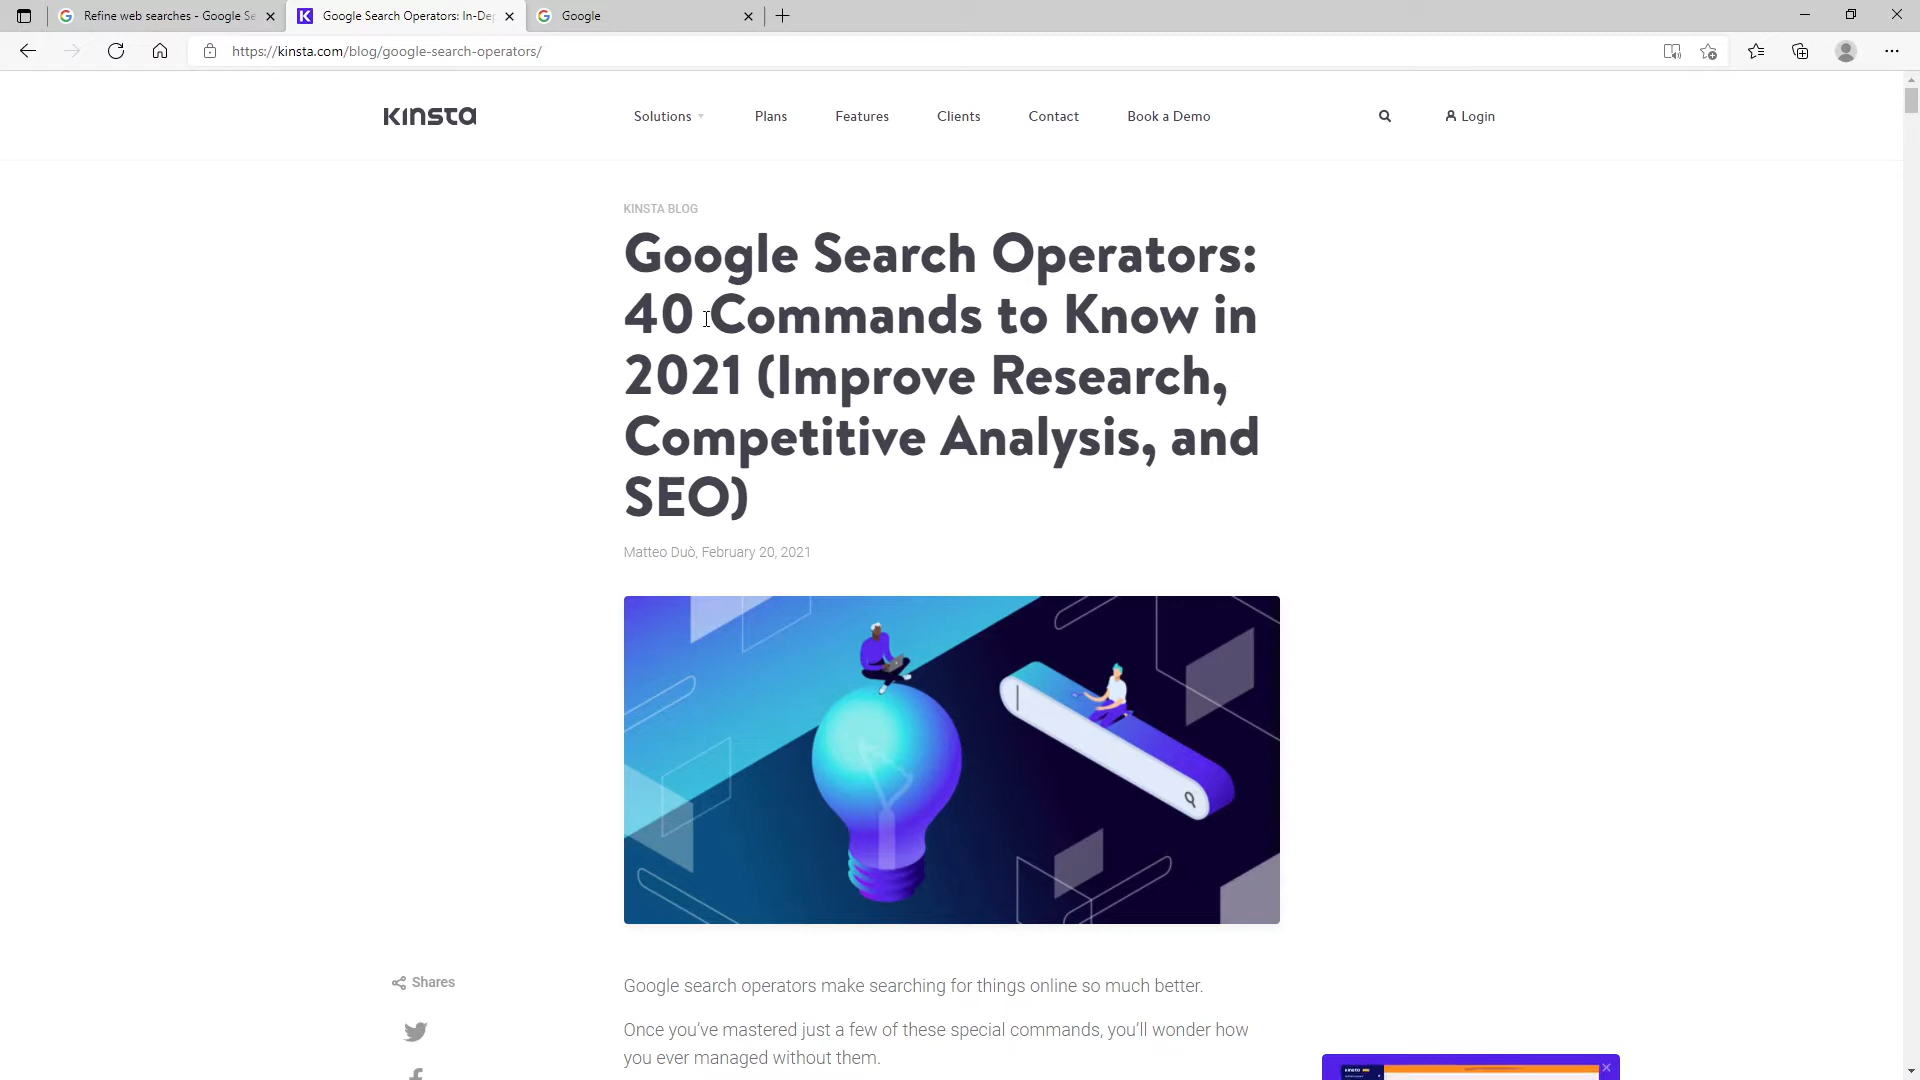 Refine web searches - Google Se
Google Search Operators: In-De
Google
https://kinsta.com/blog/google-search-operators/
KINSTA
Solutions
Plans
Features
Clients
Contact
Book a Demo
Login
KINSTA BLOG
Google Search Operators:
40 Commands to Know in
2021 (Improve Research,
Competitive Analysis, and
SEO)
Matteo Duò, February 20, 2021
Shares
Google search operators make searching for things online so much better.
Once you’ve mastered just a few of these special commands, you’ll wonder how
you ever managed without them.